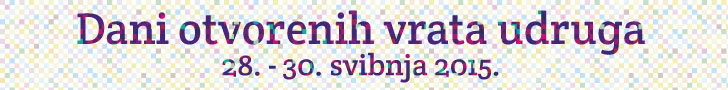 Dani otvorenih vrata udruga
28. - 30. svibnja 2015.